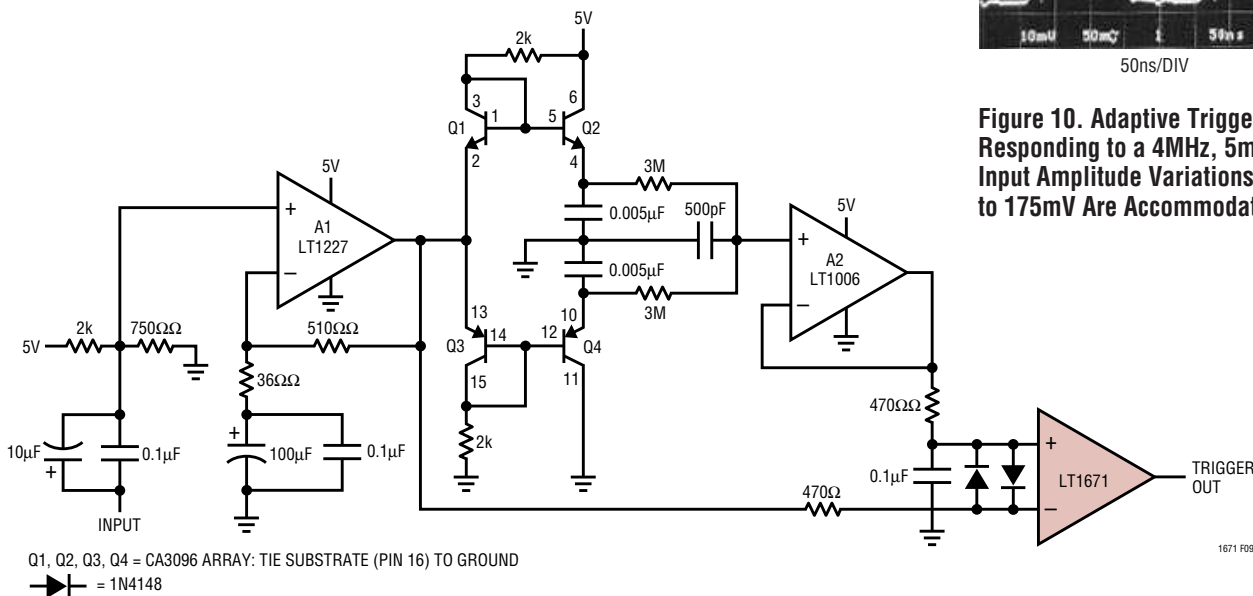 10mV 50mV 1 50ns
50ns/DIV
Figure 10. Adaptive Trigge
Responding to a 4MHz, 5m
Input Amplitude Variations
to 175mV Are Accommodat
5V
2k
3
1
Q1
2
6
5
Q2
4
3M
0.005µF
500pF
5V
+
A1
LT1227
−
0.005µF
3M
5V
+
A2
LT1006
−
13
14
Q3
15
10
12
Q4
11
2k
5V
2k
750ΩΩ
510ΩΩ
36ΩΩ
10µF
+
0.1µF
INPUT
+
100µF
0.1µF
470ΩΩ
0.1µF
470Ω
+
LT1671
−
TRIGGER
OUT
1671 F09
Q1, Q2, Q3, Q4 = CA3096 ARRAY: TIE SUBSTRATE (PIN 16) TO GROUND
= 1N4148